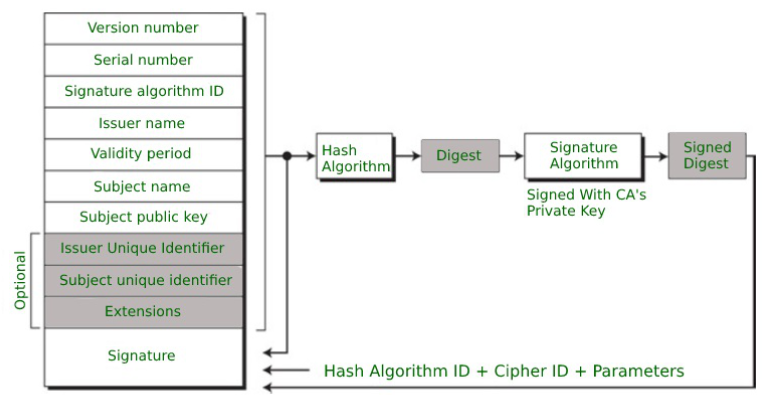 Version number
Serial number
Signature algorithm ID
Issuer name
Validity period
Subject name
Subject public key
Optional
Issuer Unique Identifier
Subject unique identifier
Extensions
Signature
Hash
Algorithm
Digest
Signature
Algorithm
Signed With CA's
Private Key
Signed
Digest
Hash Algorithm ID + Cipher ID + Parameters